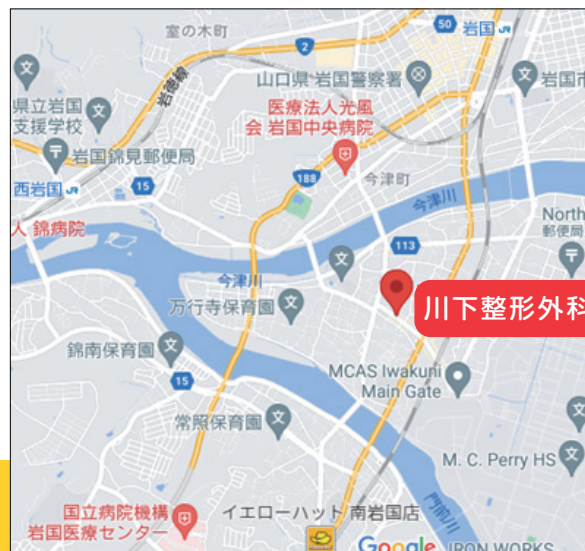 室の木町
2
50
岩国 JR
岩徳線
山口県 岩国警察署
岩国市
県立岩国
支援学校
医療法人光風
会 岩国中央病院
岩国錦見郵便局
西岩国 JR
15
188
今津町
今津川
人 錦病院
North
郵便局
113
今津川
万行寺保育園
川下整形外科
錦南保育園
MCAS Iwakuni
Main Gate
15
常照保育園
M. C. Perry HS
国立病院機構
岩国医療センター
イエローハット 南岩国店
門前川
Google
IRON WORKS